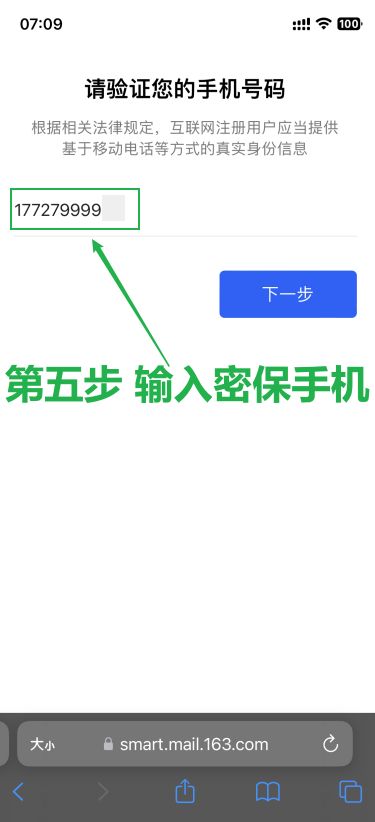 07:09
100
请验证您的手机号码
根据相关法律规定，互联网注册用户应当提供
基于移动电话等方式的真实身份信息
177279999
下一步
第五步 输入密保手机
大小
smart.mail.163.com